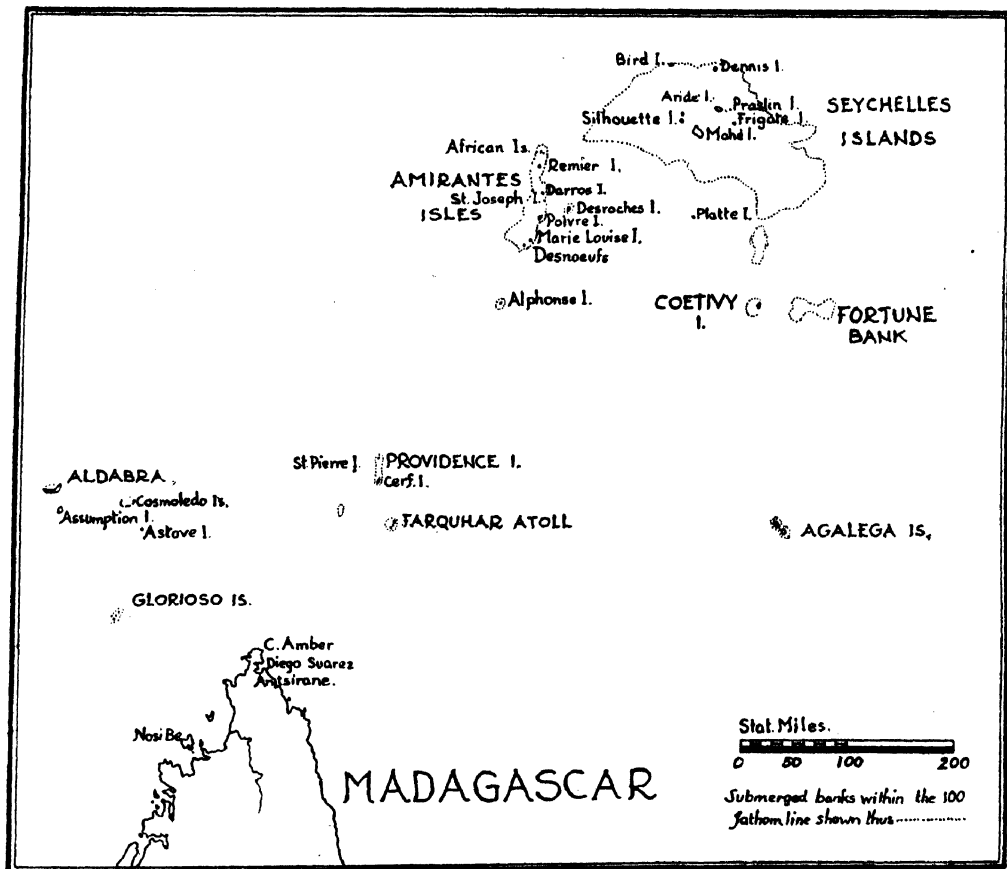 Bird I.
Dennis I.
Aride I.
Praslin I.
SEYCHELLES
ISLANDS
Silhouette I.
Frigate I.
Mahé I.
African Is.
Remier I.
AMIRANTES
ISLES
Darros I.
St. Joseph I.
Desroches I.
Platte I.
Poivre I.
Marie Louise I.
Desnoeufs
Alphonse I.
COETIVY
I.
FORTUNE
BANK
St Pierre I.
PROVIDENCE I.
Cerf. I.
ALDABRA
Cosmoledo Is.
Assumption I.
Astove I.
FARQUHAR ATOLL
AGALEGA IS.
GLORIOSO IS.
C. Amber
Diego Suarez
Antsirane.
Nosi Be
MADAGASCAR
Stat. Miles.
0 50 100 200
Submerged banks within the 100
fathom line shown thus